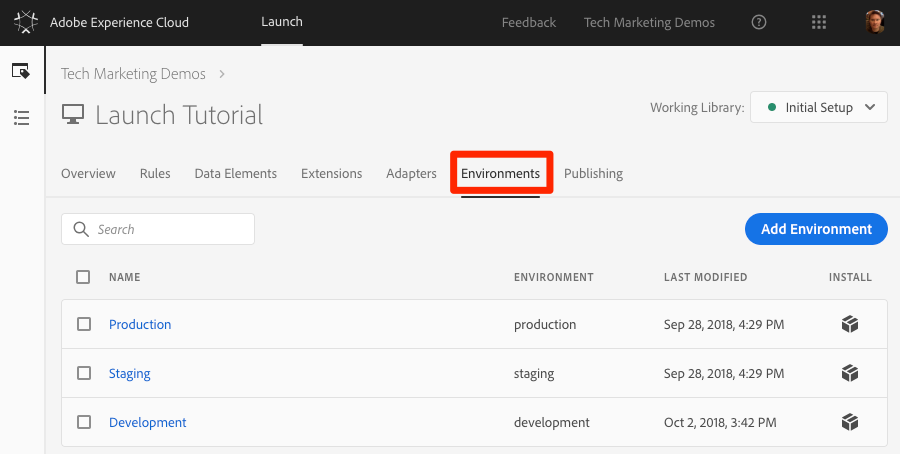 Adobe Experience Cloud Launch Feedback Tech Marketing Demos ?
Tech Marketing Demos >
Launch Tutorial
Working Library: Initial Setup
Overview Rules Data Elements Extensions Adapters Environments Publishing
Search
Add Environment
NAME ENVIRONMENT LAST MODIFIED INSTALL
Production production Sep 28, 2018, 4:29 PM
Staging staging Sep 28, 2018, 4:29 PM
Development development Oct 2, 2018, 3:42 PM